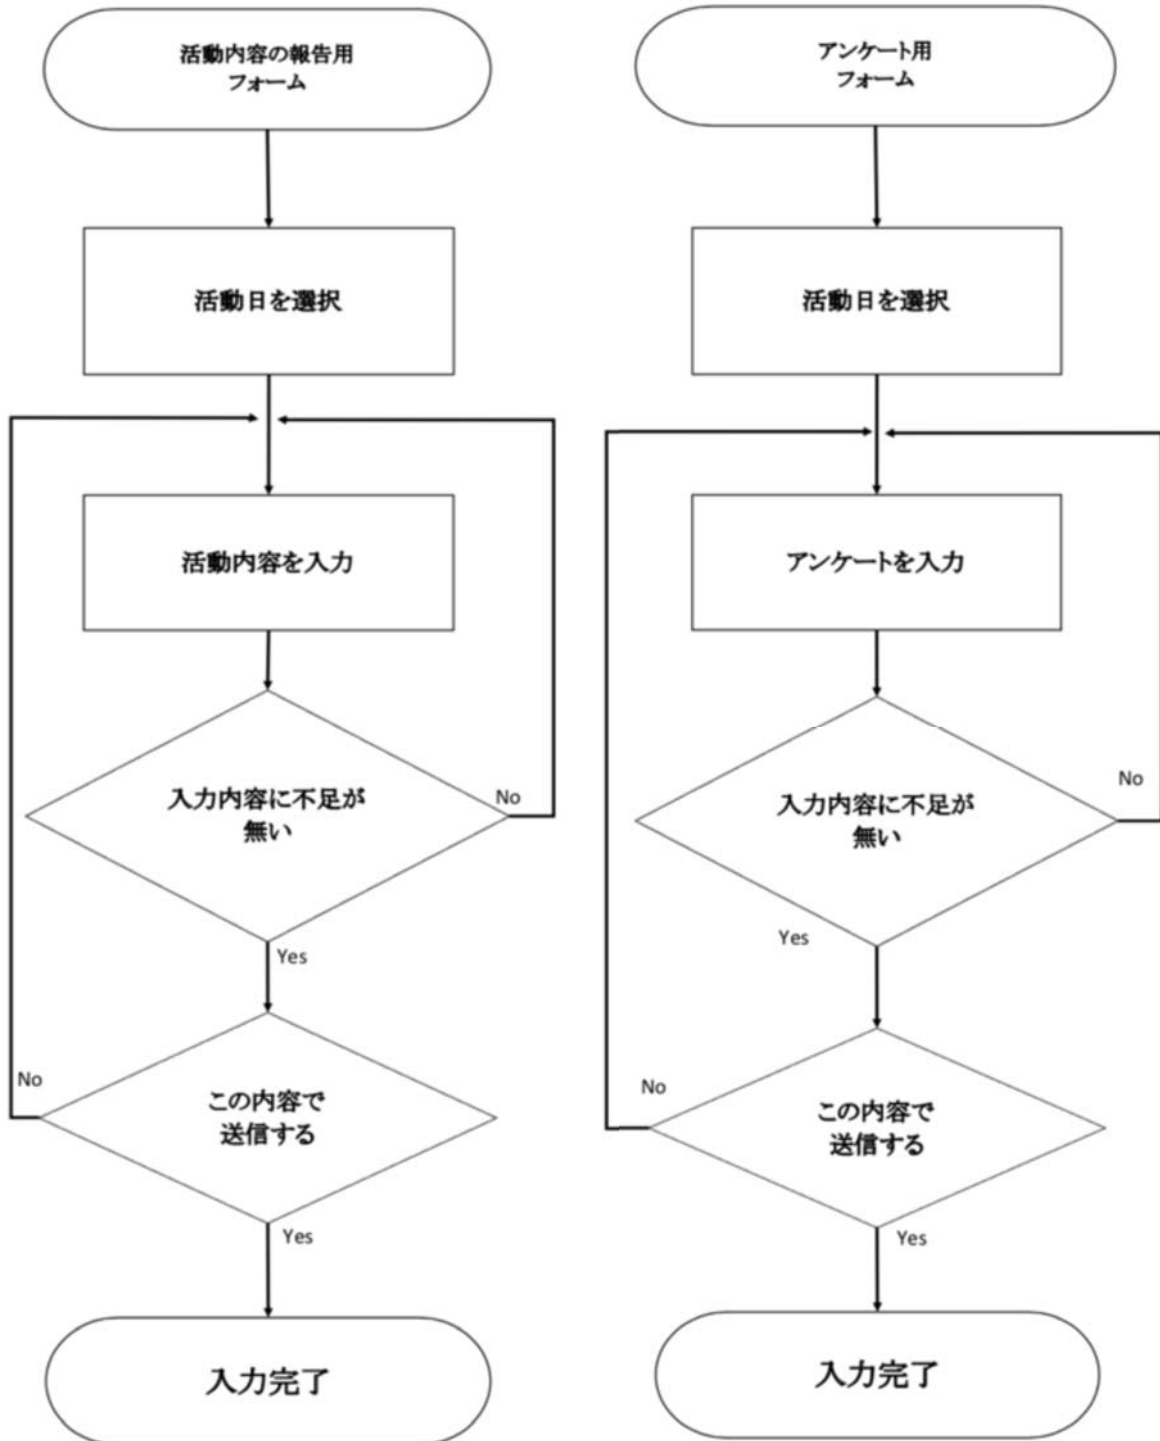 活動内容の報告用
フォーム
活動日を選択
活動内容を入力
入力内容に不足が
無い
No
Yes
この内容で
送信する
No
Yes
入力完了
アンケート用
フォーム
活動日を選択
アンケートを入力
入力内容に不足が
無い
No
Yes
この内容で
送信する
No
Yes
入力完了